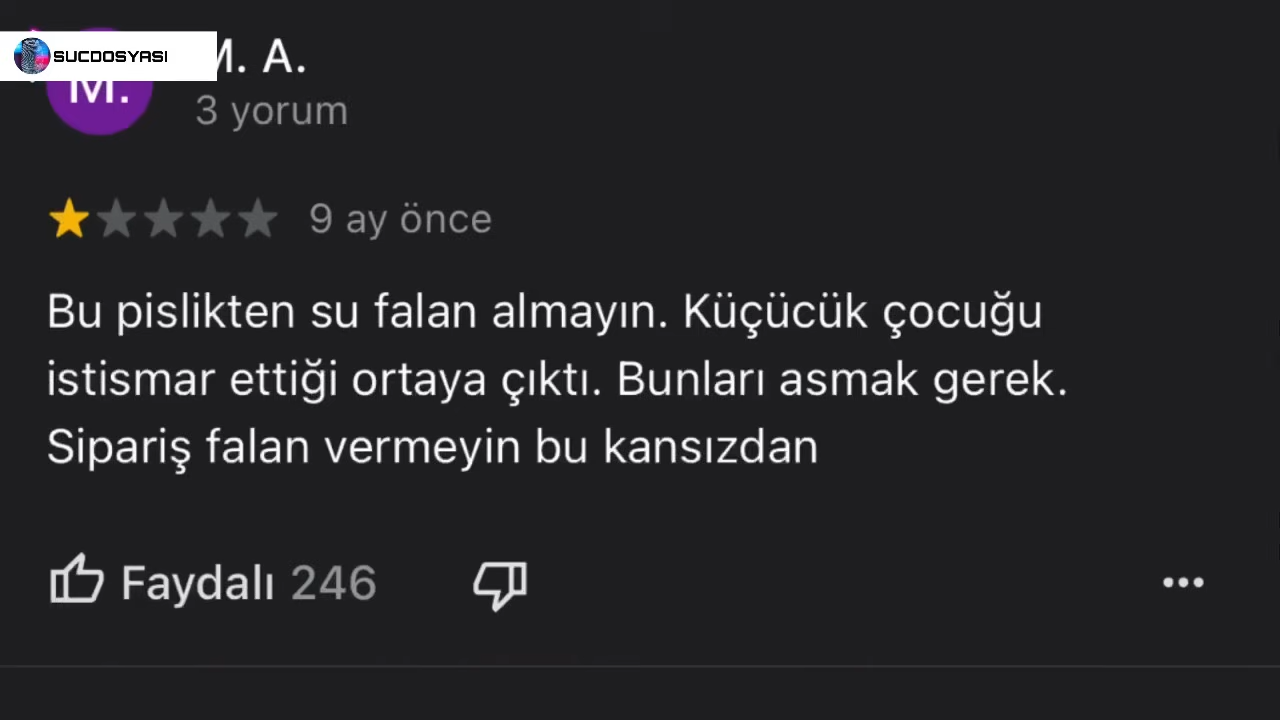 SUCDOSYASI
M. A.
M.
3 yorum
9 ay önce
Bu pislikten su falan almayın. Küçücük çocuğu
istismar ettiği ortaya çıktı. Bunları asmak gerek.
Sipariş falan vermeyin bu kansızdan
Faydalı 246